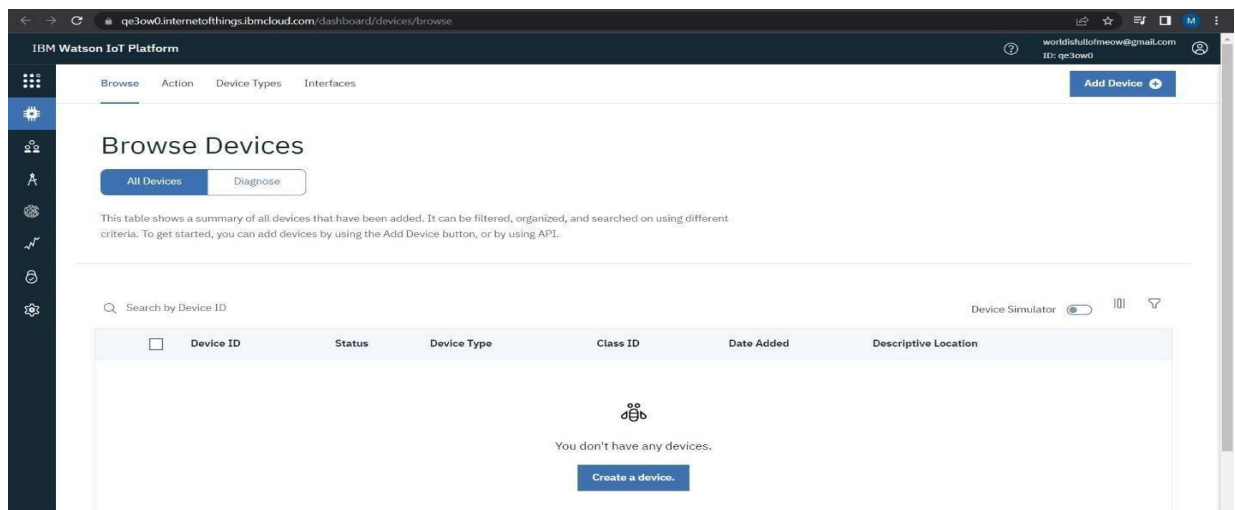 qe3ow0.internetofthings.ibmcloud.com/dashboard/devices/browse
M
IBM Watson IoT Platform
worldisfullofmeow@gmail.com
ID: qe3ow0
Browse Action Device Types Interfaces
Add Device
Browse Devices
All Devices Diagnose
This table shows a summary of all devices that have been added. It can be filtered, organized, and searched on using different
criteria. To get started, you can add devices by using the Add Device button, or by using API.
Search by Device ID
Device Simulator
Device ID Status Device Type Class ID Date Added Descriptive Location
You don't have any devices.
Create a device.